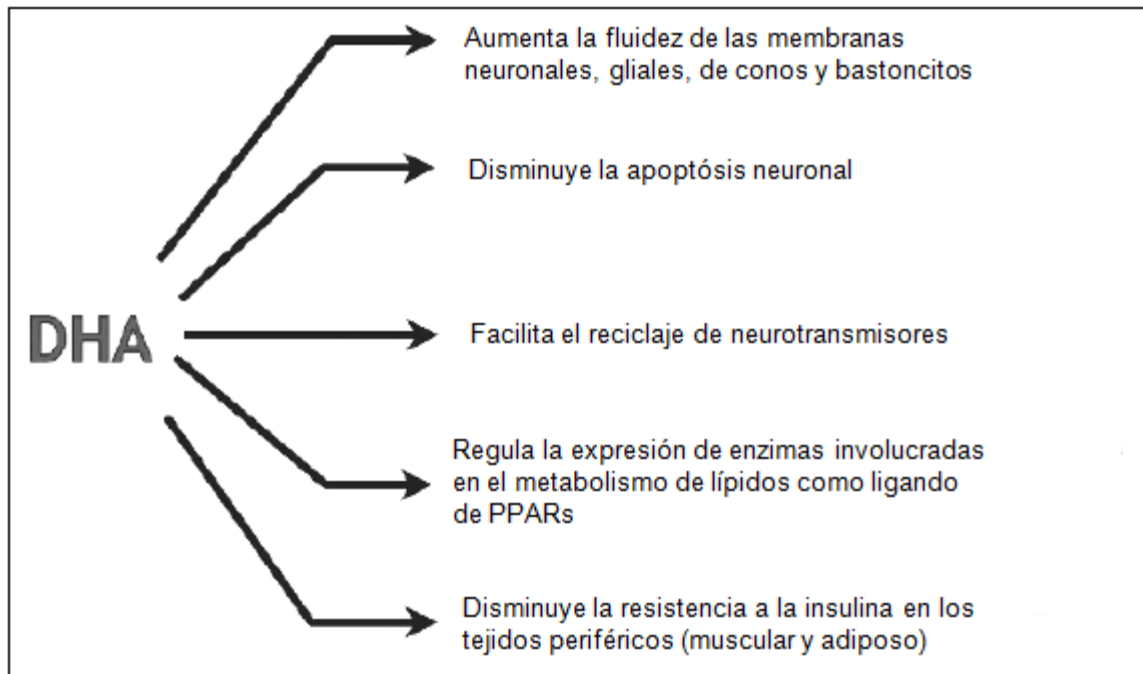 Aumenta la fluidez de las membranas
neuronales, gliales, de conos y bastoncitos
Disminuye la apoptósis neuronal
DHA
Facilita el reciclaje de neurotransmisores
Regula la expresión de enzimas involucradas
en el metabolismo de lípidos como ligando
de PPARs
Disminuye la resistencia a la insulina en los
tejidos periféricos (muscular y adiposo)